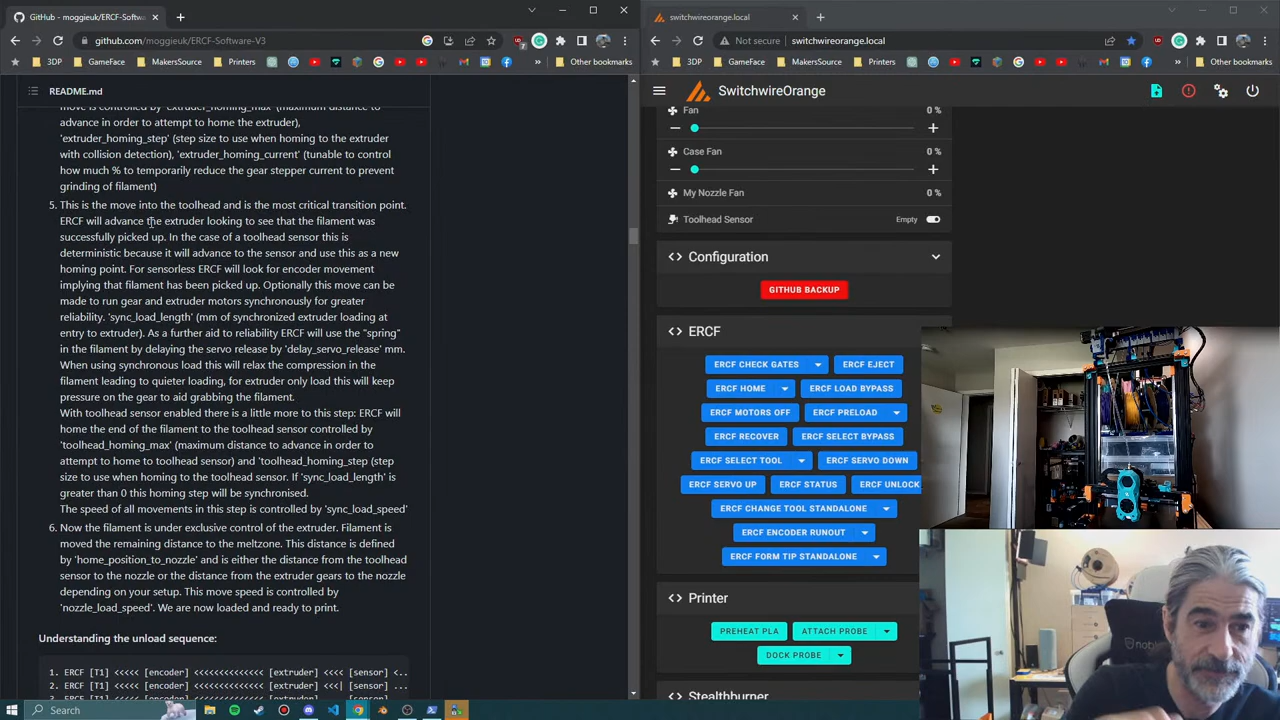 GitHub - moggieuk/ERCF-Softwa
github.com/moggieuk/ERCF-Software-V3
3DP
GameFace
MakersSource
Printers
Other bookmarks
README.md
move is controlled by 'extruder_homing_max' (maximum distance to
advance in order to attempt to home the extruder),
'extruder_homing_step' (step size to use when homing to the extruder
with collision detection), 'extruder_homing_current' (tunable to control
how much % to temporarily reduce the gear stepper current to prevent
grinding of filament)
5. This is the move into the toolhead and is the most critical transition point.
ERCF will advance the extruder looking to see that the filament was
successfully picked up. In the case of a toolhead sensor this is
deterministic because it will advance to the sensor and use this as a new
homing point. For sensorless ERCF will look for encoder movement
implying that filament has been picked up. Optionally this move can be
made to run gear and extruder motors synchronously for greater
reliability. 'sync_load_length' (mm of synchronized extruder loading at
entry to extruder). As a further aid to reliability ERCF will use the "spring"
in the filament by delaying the servo release by 'delay_servo_release' mm.
When using synchronous load this will relax the compression in the
filament leading to quieter loading, for extruder only load this will keep
pressure on the gear to aid grabbing the filament.
With toolhead sensor enabled there is a little more to this step: ERCF will
home the end of the filament to the toolhead sensor controlled by
'toolhead_homing_max' (maximum distance to advance in order to
attempt to home to toolhead sensor) and 'toolhead_homing_step (step
size to use when homing to the toolhead sensor. If 'sync_load_length' is
greater than 0 this homing step will be synchronised.
The speed of all movements in this step is controlled by 'sync_load_speed'
6. Now the filament is under exclusive control of the extruder. Filament is
moved the remaining distance to the meltzone. This distance is defined
by 'home_position_to_nozzle' and is either the distance from the toolhead
sensor to the nozzle or the distance from the extruder gears to the nozzle
depending on your setup. This move speed is controlled by
'nozzle_load_speed'. We are now loaded and ready to print.
Understanding the unload sequence:
1. ERCF [T1] <<<<< [encoder] <<<<<<<<<<<<<< [extruder] <<<< [sensor] <..
2. ERCF [T1] <<<<< [encoder] <<<<<<<<<<<<<< [extruder] <<<| [sensor] ...
Search
switchwireorange.local
Not secure
switchwireorange.local
3DP
GameFace
MakersSource
Printers
Other bookmarks
SwitchwireOrange
Fan
0 %
Case Fan
0 %
My Nozzle Fan
0 %
Toolhead Sensor
Empty
Configuration
GITHUB BACKUP
ERCF
ERCF CHECK GATES
ERCF EJECT
ERCF HOME
ERCF LOAD BYPASS
ERCF MOTORS OFF
ERCF PRELOAD
ERCF RECOVER
ERCF SELECT BYPASS
ERCF SELECT TOOL
ERCF SERVO DOWN
ERCF SERVO UP
ERCF STATUS
ERCF UNLOCK
ERCF CHANGE TOOL STANDALONE
ERCF ENCODER RUNOUT
ERCF FORM TIP STANDALONE
Printer
PREHEAT PLA
ATTACH PROBE
DOCK PROBE
Stealthburner